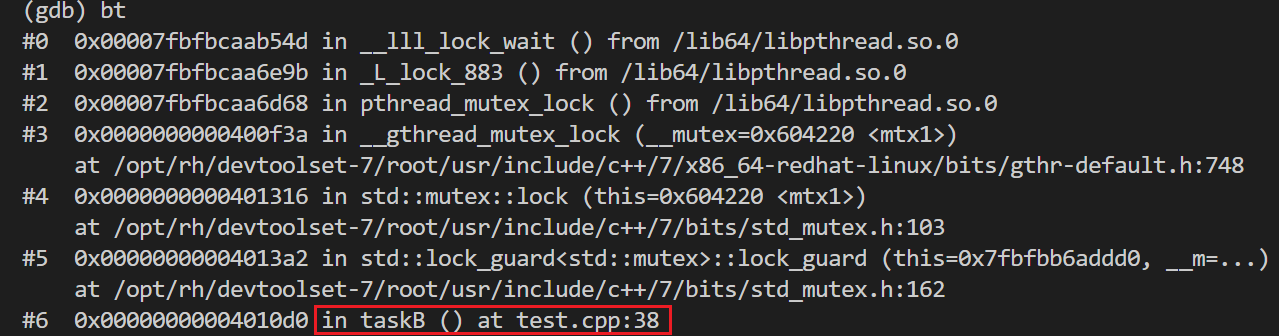 (gdb) bt
#0  0x00007fbfbcaab54d in __lll_lock_wait () from /lib64/libpthread.so.0
#1  0x00007fbfbcaa6e9b in _L_lock_883 () from /lib64/libpthread.so.0
#2  0x00007fbfbcaa6d68 in pthread_mutex_lock () from /lib64/libpthread.so.0
#3  0x0000000000400f3a in __gthread_mutex_lock (__mutex=0x604220 <mtx1>)
    at /opt/rh/devtoolset-7/root/usr/include/c++/7/x86_64-redhat-linux/bits/gthr-default.h:748
#4  0x0000000000401316 in std::mutex::lock (this=0x604220 <mtx1>)
    at /opt/rh/devtoolset-7/root/usr/include/c++/7/bits/std_mutex.h:103
#5  0x00000000004013a2 in std::lock_guard<std::mutex>::lock_guard (this=0x7fbfbb6addd0, __m=...)
    at /opt/rh/devtoolset-7/root/usr/include/c++/7/bits/std_mutex.h:162
#6  0x00000000004010d0 in taskB () at test.cpp:38